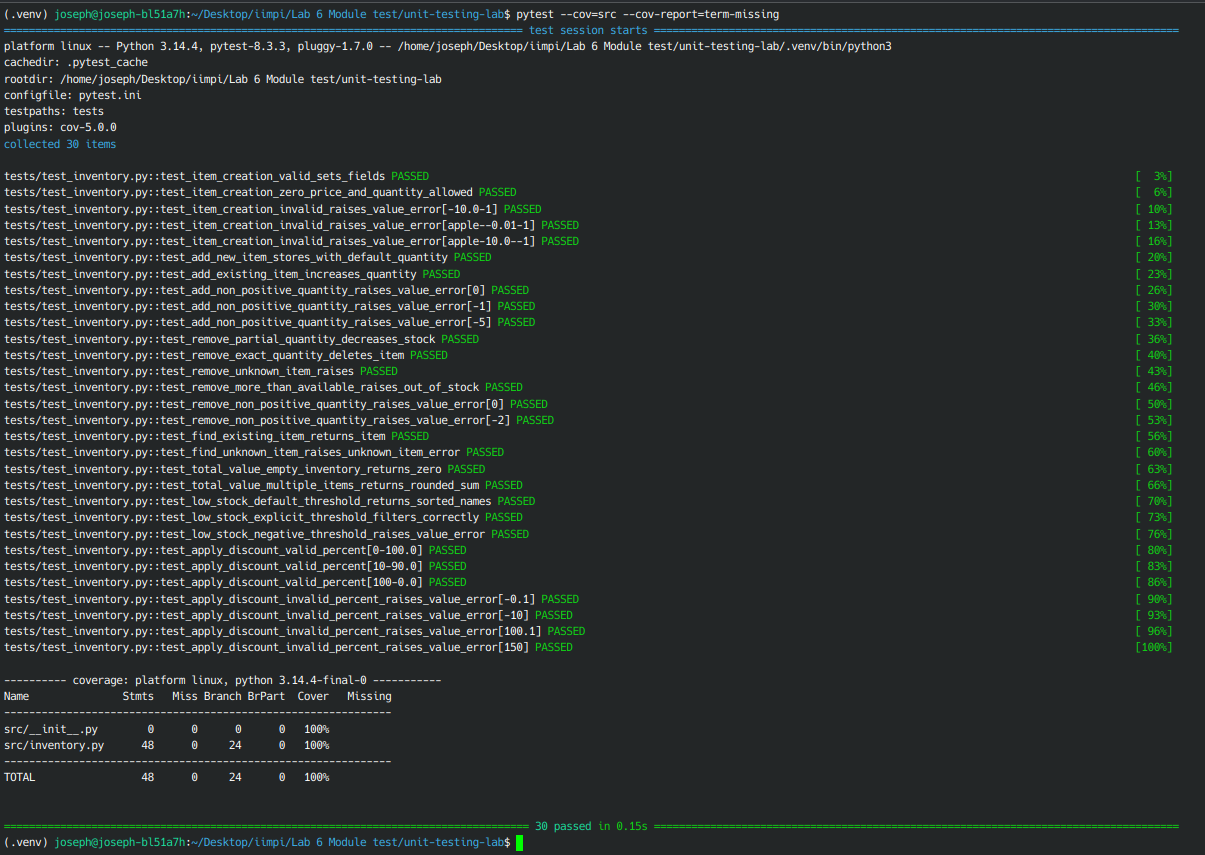 (.venv) joseph@joseph-bl51a7h:~/Desktop/iimpi/Lab 6 Module test/unit-testing-lab$ pytest --cov=src --cov-report=term-missing
=================================================================================== test session starts ====================================================================================
platform linux -- Python 3.14.4, pytest-8.3.3, pluggy-1.7.0 -- /home/joseph/Desktop/iimpi/Lab 6 Module test/unit-testing-lab/.venv/bin/python3
cachedir: .pytest_cache
rootdir: /home/joseph/Desktop/iimpi/Lab 6 Module test/unit-testing-lab
configfile: pytest.ini
testpaths: tests
plugins: cov-5.0.0
collected 30 items
tests/test_inventory.py::test_item_creation_valid_sets_fields PASSED [  3%]
tests/test_inventory.py::test_item_creation_zero_price_and_quantity_allowed PASSED [  6%]
tests/test_inventory.py::test_item_creation_invalid_raises_value_error[-10.0-1] PASSED [ 10%]
tests/test_inventory.py::test_item_creation_invalid_raises_value_error[apple--0.01-1] PASSED [ 13%]
tests/test_inventory.py::test_item_creation_invalid_raises_value_error[apple-10.0--1] PASSED [ 16%]
tests/test_inventory.py::test_add_new_item_stores_with_default_quantity PASSED [ 20%]
tests/test_inventory.py::test_add_existing_item_increases_quantity PASSED [ 23%]
tests/test_inventory.py::test_add_non_positive_quantity_raises_value_error[0] PASSED [ 26%]
tests/test_inventory.py::test_add_non_positive_quantity_raises_value_error[-1] PASSED [ 30%]
tests/test_inventory.py::test_add_non_positive_quantity_raises_value_error[-5] PASSED [ 33%]
tests/test_inventory.py::test_remove_partial_quantity_decreases_stock PASSED [ 36%]
tests/test_inventory.py::test_remove_exact_quantity_deletes_item PASSED [ 40%]
tests/test_inventory.py::test_remove_unknown_item_raises PASSED [ 43%]
tests/test_inventory.py::test_remove_more_than_available_raises_out_of_stock PASSED [ 46%]
tests/test_inventory.py::test_remove_non_positive_quantity_raises_value_error[0] PASSED [ 50%]
tests/test_inventory.py::test_remove_non_positive_quantity_raises_value_error[-2] PASSED [ 53%]
tests/test_inventory.py::test_find_existing_item_returns_item PASSED [ 56%]
tests/test_inventory.py::test_find_unknown_item_raises_unknown_item_error PASSED [ 60%]
tests/test_inventory.py::test_total_value_empty_inventory_returns_zero PASSED [ 63%]
tests/test_inventory.py::test_total_value_multiple_items_returns_rounded_sum PASSED [ 66%]
tests/test_inventory.py::test_low_stock_default_threshold_returns_sorted_names PASSED [ 70%]
tests/test_inventory.py::test_low_stock_explicit_threshold_filters_correctly PASSED [ 73%]
tests/test_inventory.py::test_low_stock_negative_threshold_raises_value_error PASSED [ 76%]
tests/test_inventory.py::test_apply_discount_valid_percent[0-100.0] PASSED [ 80%]
tests/test_inventory.py::test_apply_discount_valid_percent[10-90.0] PASSED [ 83%]
tests/test_inventory.py::test_apply_discount_valid_percent[100-0.0] PASSED [ 86%]
tests/test_inventory.py::test_apply_discount_invalid_percent_raises_value_error[-0.1] PASSED [ 90%]
tests/test_inventory.py::test_apply_discount_invalid_percent_raises_value_error[-10] PASSED [ 93%]
tests/test_inventory.py::test_apply_discount_invalid_percent_raises_value_error[100.1] PASSED [ 96%]
tests/test_inventory.py::test_apply_discount_invalid_percent_raises_value_error[150] PASSED [100%]
---------- coverage: platform linux, python 3.14.4-final-0 -----------
Name               Stmts   Miss Branch BrPart  Cover   Missing
--------------------------------------------------------------
src/__init__.py        0      0      0      0   100%
src/inventory.py      48      0     24      0   100%
--------------------------------------------------------------
TOTAL                 48      0     24      0   100%
==================================================================================== 30 passed in 0.15s ====================================================================================
(.venv) joseph@joseph-bl51a7h:~/Desktop/iimpi/Lab 6 Module test/unit-testing-lab$